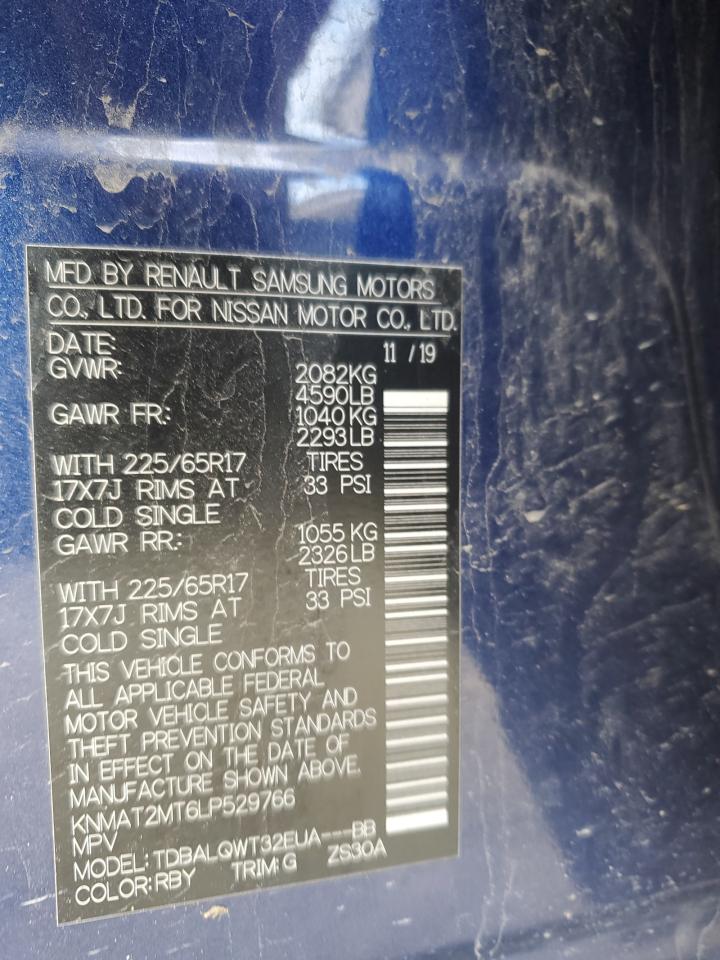 MFD BY RENAULT SAMSUNG MOTORS
CO., LTD. FOR NISSAN MOTOR CO., LTD.
DATE: 11 / 19
GVWR: 2082KG
4590LB
GAWR FR.: 1040 KG
2293 LB
WITH 225/65R17 TIRES
17X7J RIMS AT 33 PSI
COLD SINGLE
GAWR RR.: 1055 KG
2326 LB
WITH 225/65R17 TIRES
17X7J RIMS AT 33 PSI
COLD SINGLE
THIS VEHICLE CONFORMS TO
ALL APPLICABLE FEDERAL
MOTOR VEHICLE SAFETY AND
THEFT PREVENTION STANDARDS
IN EFFECT ON THE DATE OF
MANUFACTURE SHOWN ABOVE.
KNMAT2MT6LP529766
MPV
MODEL: TDBALQWT32EUA---BB
COLOR: RBY TRIM: G ZS30A